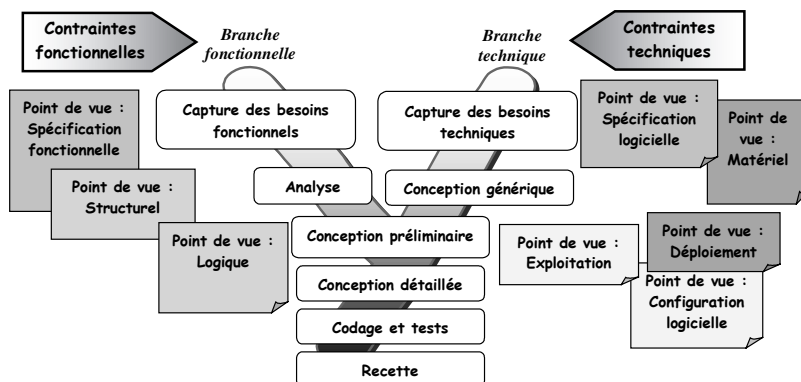 Contraintes
fonctionnelles
Branche
fonctionnelle
Branche
technique
Contraintes
techniques
Point de vue :
Spécification
fonctionnelle
Capture des besoins
fonctionnels
Capture des besoins
techniques
Point de vue :
Spécification
logicielle
Point de
vue :
Matériel
Point de vue :
Structurel
Analyse
Conception générique
Point de vue :
Logique
Conception préliminaire
Point de vue :
Exploitation
Point de vue :
Déploiement
Point de vue :
Configuration
logicielle
Conception détaillée
Codage et tests
Recette